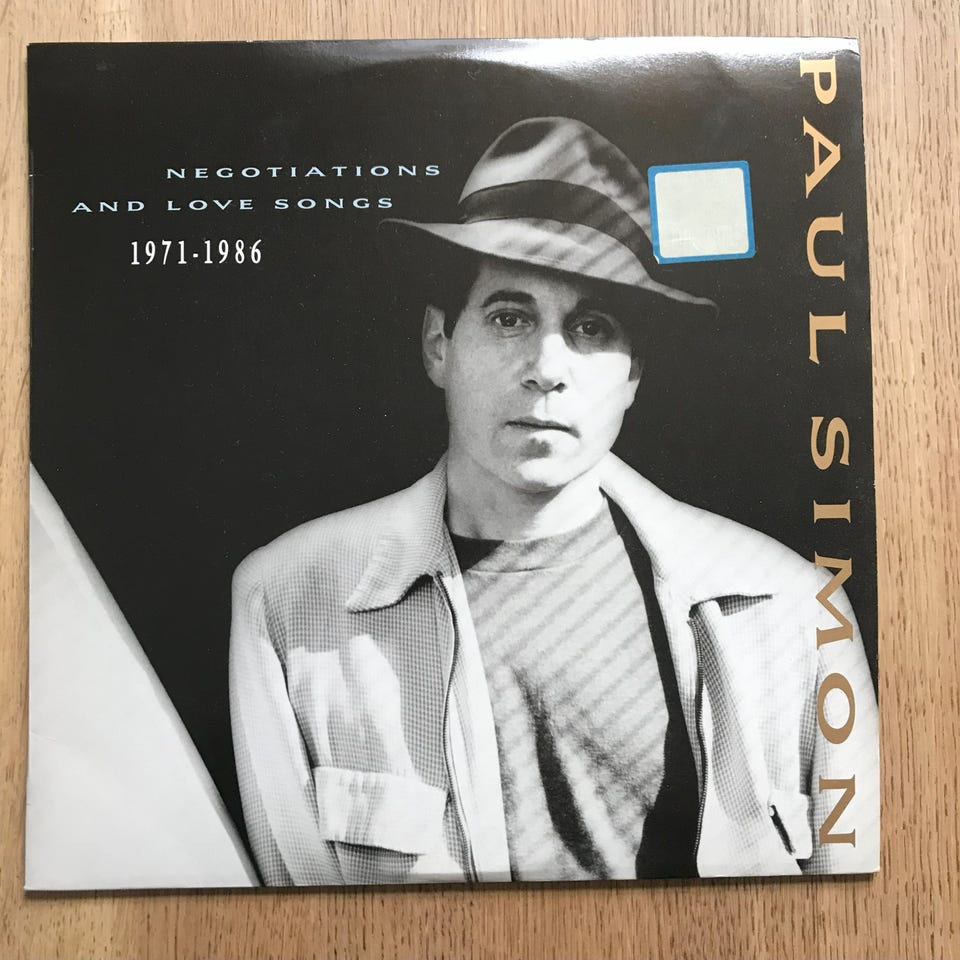 NEGOTIATIONS
AND LOVE SONGS
1971-1986
PAUL SIMON